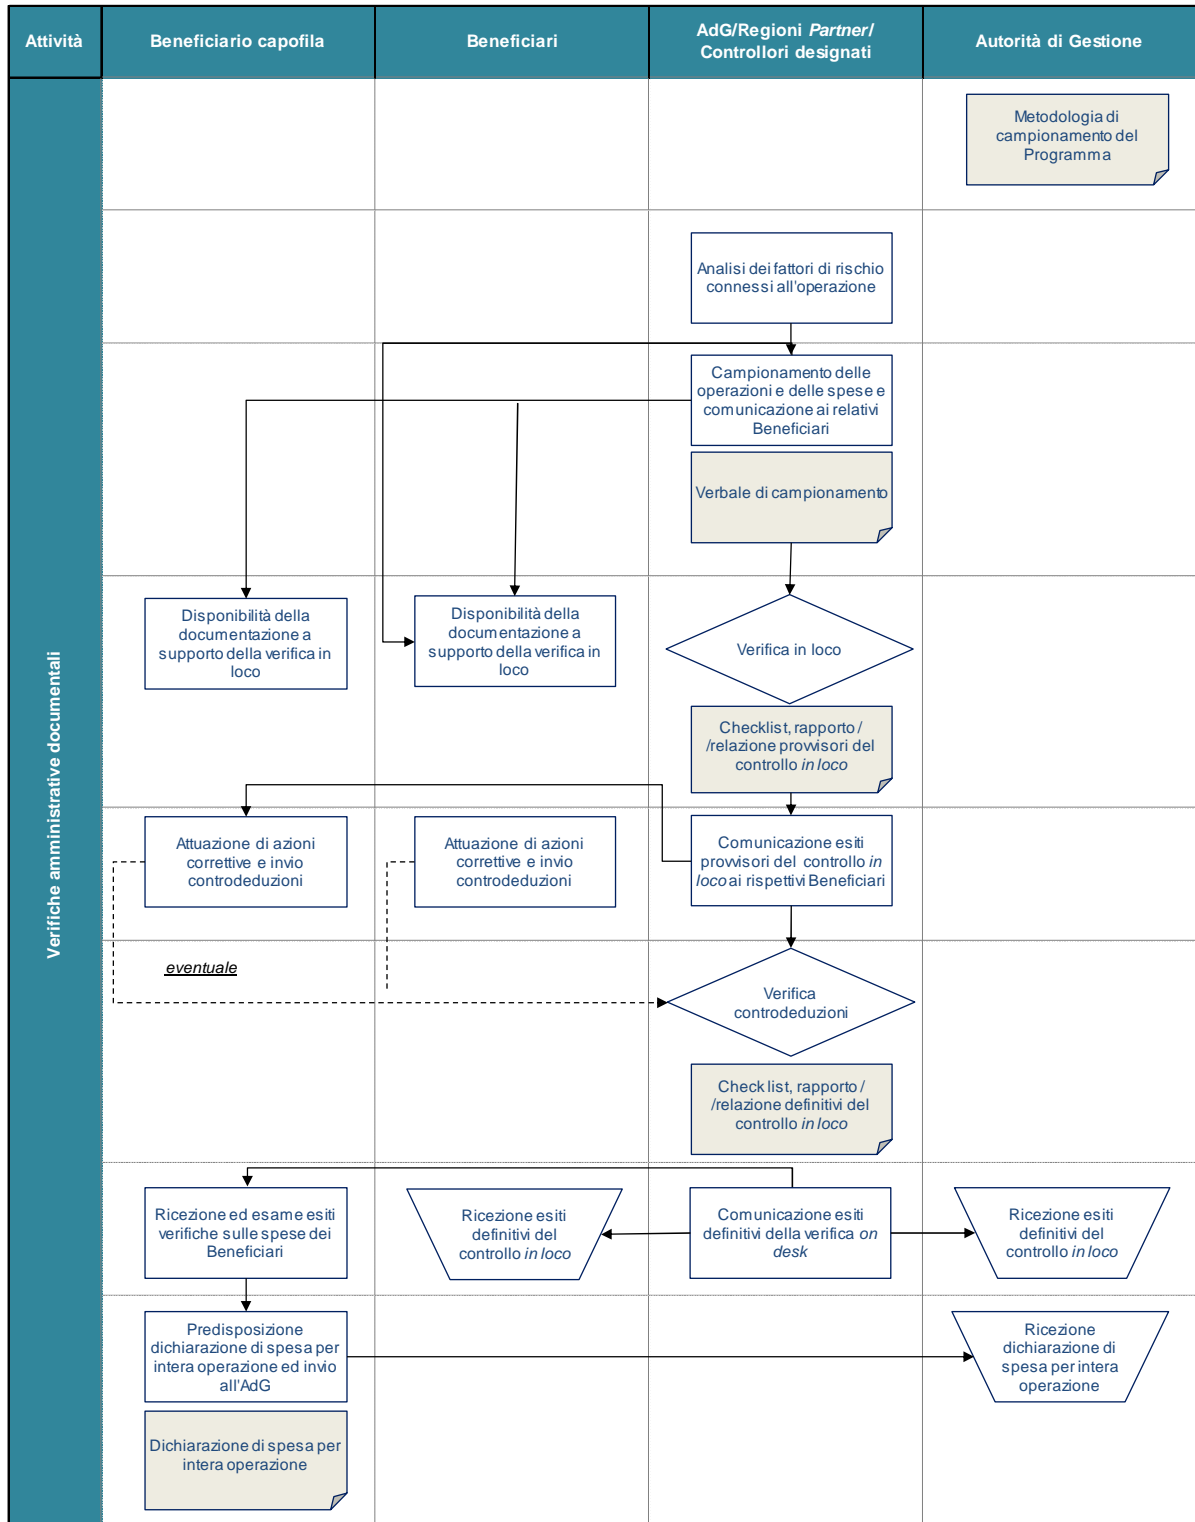 Attività
Beneficiario capofila
Beneficiari
AdG/Regioni Partner/
Controllori designati
Autorità di Gestione
Verifiche amministrative documentali
Metodologia di
campionamento del
Programma
Analisi dei fattori di rischio
connessi all'operazione
Campionamento delle
operazioni e delle spese e
comunicazione ai relativi
Beneficiari
Verbale di campionamento
Disponibilità della
documentazione a
supporto della verifica in
loco
Disponibilità della
documentazione a
supporto della verifica in
loco
Verifica in loco
Checklist, rapporto /
/relazione provvisori del
controllo in loco
Attuazione di azioni
correttive e invio
controdeduzioni
Attuazione di azioni
correttive e invio
controdeduzioni
Comunicazione esiti
provvisori del controllo in
loco ai rispettivi Beneficiari
eventuale
Verifica
controdeduzioni
Check list, rapporto /
/relazione definitivi del
controllo in loco
Ricezione ed esame esiti
verifiche sulle spese dei
Beneficiari
Ricezione esiti
definitivi del
controllo in loco
Comunicazione esiti
definitivi della verifica on
desk
Ricezione esiti
definitivi del
controllo in loco
Predisposizione
dichiarazione di spesa per
intera operazione ed invio
all'AdG
Ricezione
dichiarazione di
spesa per intera
operazione
Dichiarazione di spesa per
intera operazione